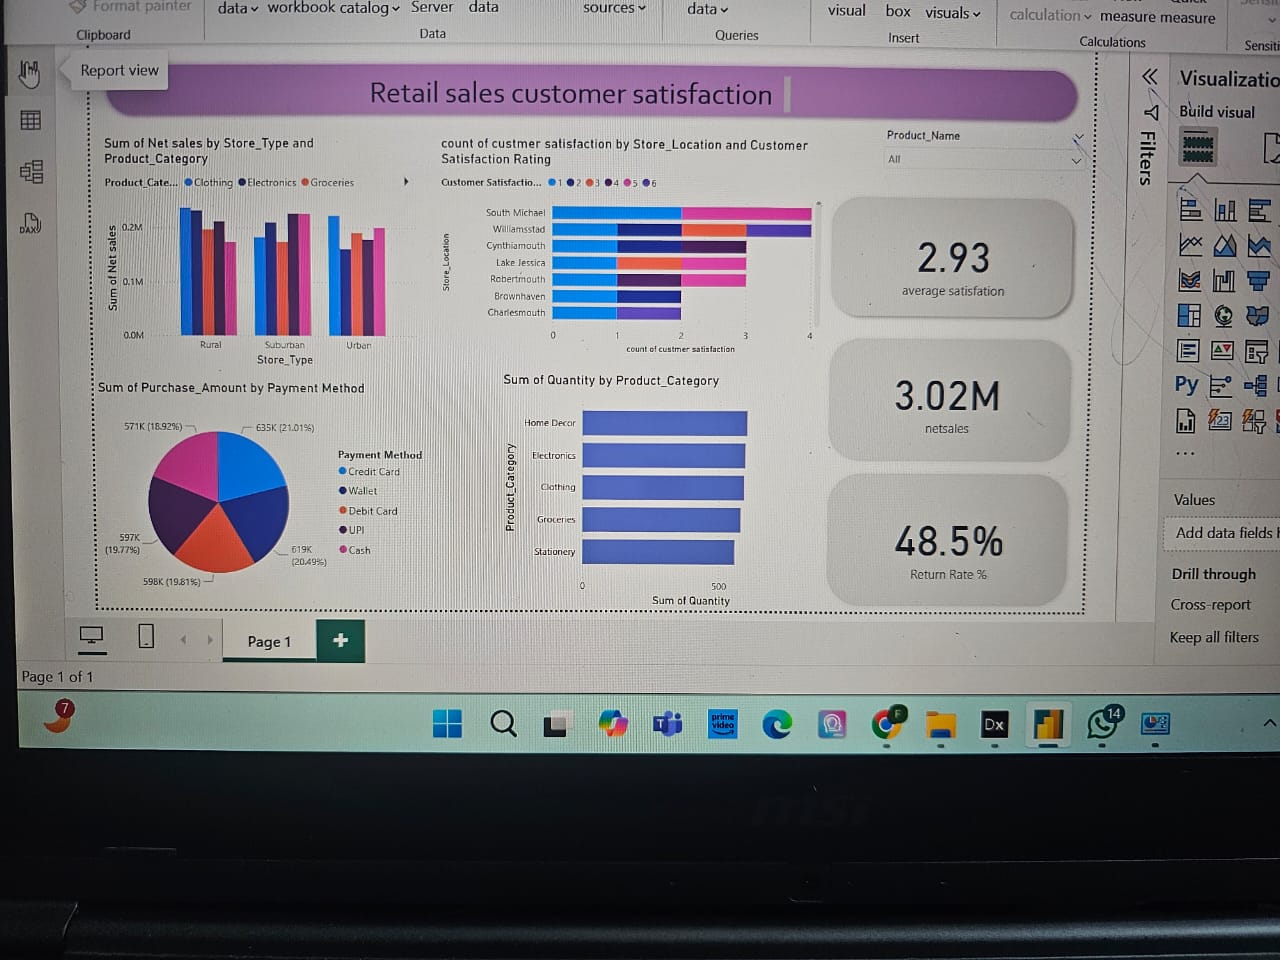 Format painter
data
workbook catalog
Server
data
sources
data
visual
box
visuals
calculation
measure
measure
Clipboard
Data
Queries
Insert
Calculations
Report view
Retail sales customer satisfaction
Sum of Net sales by Store_Type and
Product_Category
Product_Cate... Clothing Electronics Groceries
Sum of Net sales
0.2M
0.1M
0.0M
Rural
Suburban
Urban
Store_Type
count of custmer satisfaction by Store_Location and Customer
Satisfaction Rating
Customer Satisfactio... 1 2 3 4 5 6
Store_Location
South Michael
Williamsstad
Cynthiamouth
Lake Jessica
Robertmouth
Brownhaven
Charlesmouth
0 1 2 3 4
count of custmer satisfaction
Product_Name
All
2.93
average satisfation
3.02M
netsales
48.5%
Return Rate %
Sum of Purchase_Amount by Payment Method
571K (18.92%)
635K (21.01%)
597K
(19.77%)
619K
(20.49%)
598K (19.81%)
Payment Method
Credit Card
Wallet
Debit Card
UPI
Cash
Sum of Quantity by Product_Category
Product_Category
Home Decor
Electronics
Clothing
Groceries
Stationery
0
500
Sum of Quantity
Filters
Build visual
Py
123
...
Values
Add data fields
Drill through
Cross-report
Keep all filters
DAX
Page 1
+
Page 1 of 1
7
prime
video
F
Dx
14
msi